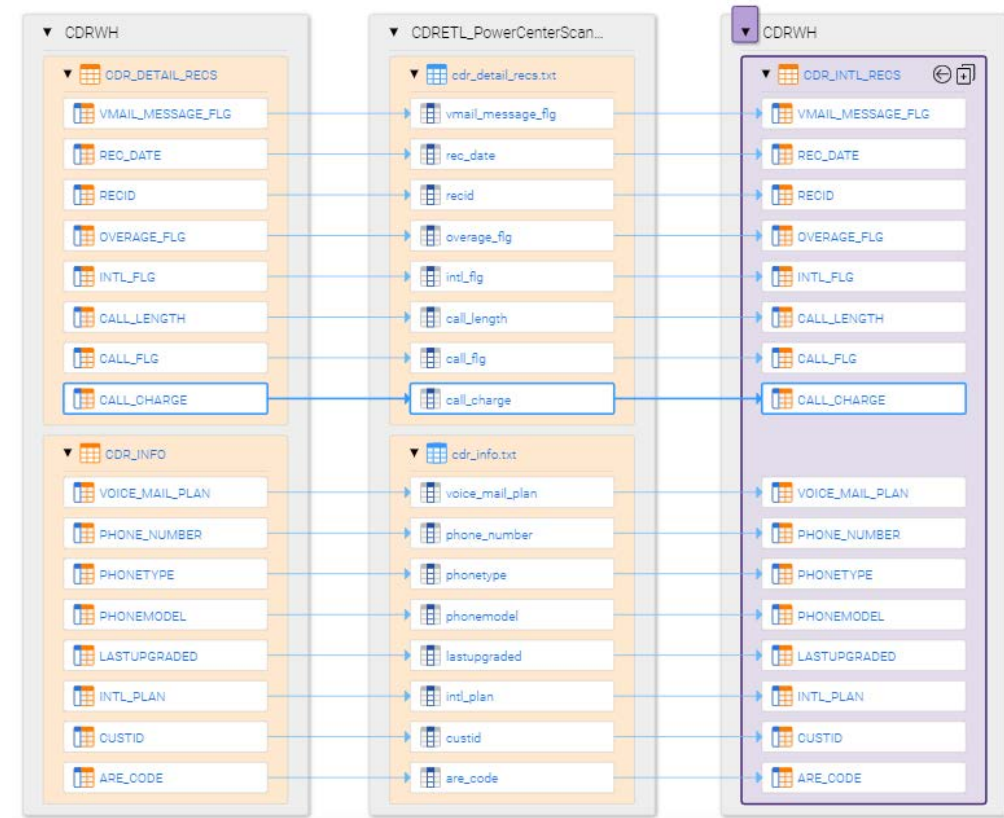 CDRWH
CDR_DETAIL_RECS
VMAIL_MESSAGE_FLG
REC_DATE
RECID
OVERAGE_FLG
INTL_FLG
CALL_LENGTH
CALL_FLG
CALL_CHARGE
CDR_INFO
VOICE_MAIL_PLAN
PHONE_NUMBER
PHONETYPE
PHONEMODEL
LASTUPGRADED
INTL_PLAN
CUSTID
ARE_CODE
CDRETL_PowerCenterScan...
cdr_detail_recs.txt
vmail_message_flg
rec_date
recid
overage_flg
intl_flg
call_length
call_flg
call_charge
cdr_info.txt
voice_mail_plan
phone_number
phonetype
phonemodel
lastupgraded
intl_plan
custid
are_code
CDRWH
CDR_INTL_RECS
VMAIL_MESSAGE_FLG
REC_DATE
RECID
OVERAGE_FLG
INTL_FLG
CALL_LENGTH
CALL_FLG
CALL_CHARGE
VOICE_MAIL_PLAN
PHONE_NUMBER
PHONETYPE
PHONEMODEL
LASTUPGRADED
INTL_PLAN
CUSTID
ARE_CODE